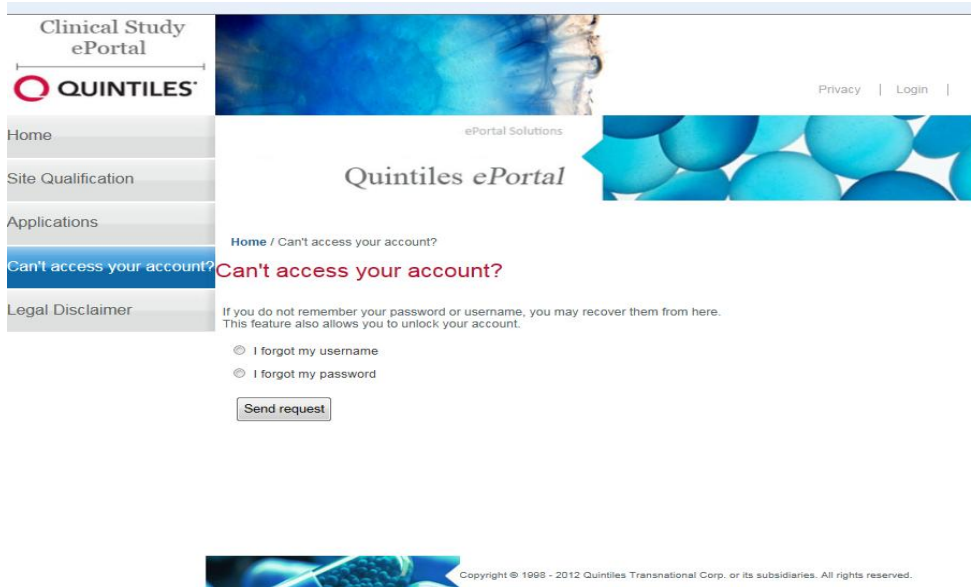 Clinical Study
ePortal
QUINTILES
Privacy | Login |
Home
Site Qualification
Applications
Can't access your account?
Legal Disclaimer
ePortal Solutions
Quintiles ePortal
Home / Can't access your account?
Can't access your account?
If you do not remember your password or username, you may recover them from here.
This feature also allows you to unlock your account.
I forgot my username
I forgot my password
Send request
Copyright © 1998 - 2012 Quintiles Transnational Corp. or its subsidiaries. All rights reserved.